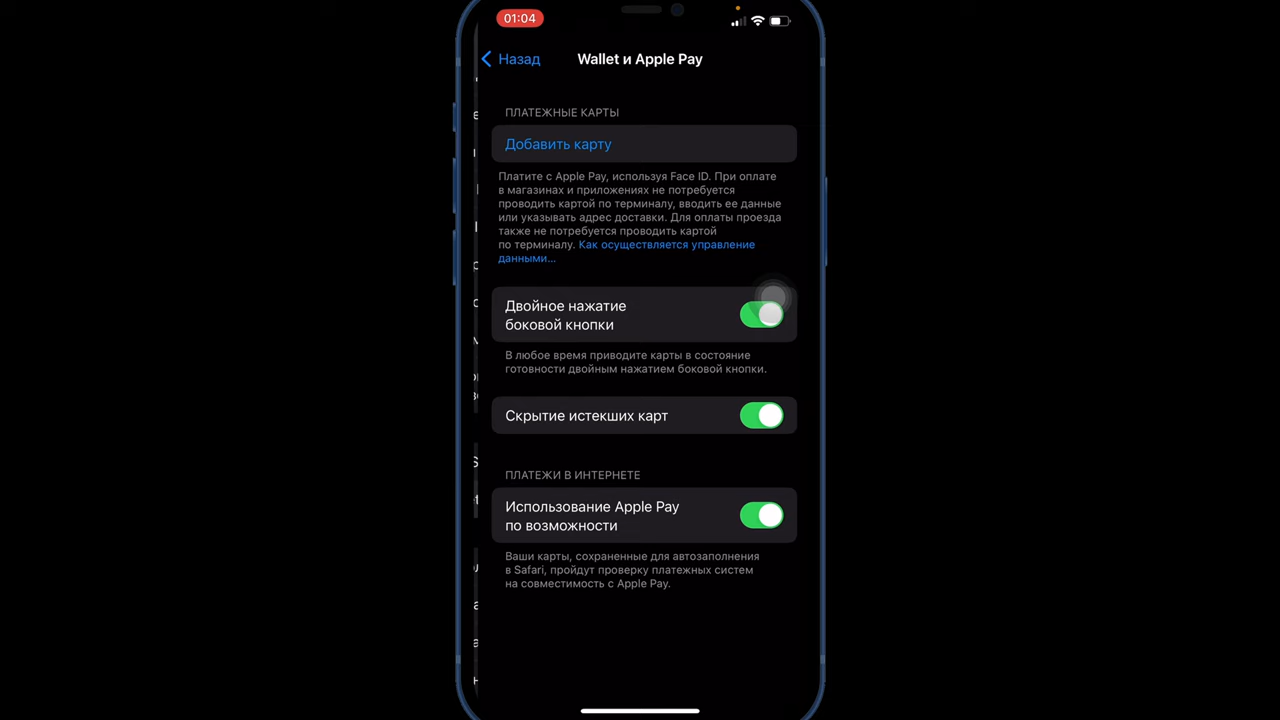 01:04
Назад
Wallet и Apple Pay
ПЛАТЕЖНЫЕ КАРТЫ
Добавить карту
Платите с Apple Pay, используя Face ID. При оплате
в магазинах и приложениях не потребуется
проводить картой по терминалу, вводить ее данные
или указывать адрес доставки. Для оплаты проезда
также не потребуется проводить картой
по терминалу. Как осуществляется управление
данными...
Двойное нажатие
боковой кнопки
В любое время приводите карты в состояние
готовности двойным нажатием боковой кнопки.
Скрытие истекших карт
ПЛАТЕЖИ В ИНТЕРНЕТЕ
Использование Apple Pay
по возможности
Ваши карты, сохраненные для автозаполнения
в Safari, пройдут проверку платежных систем
на совместимость с Apple Pay.